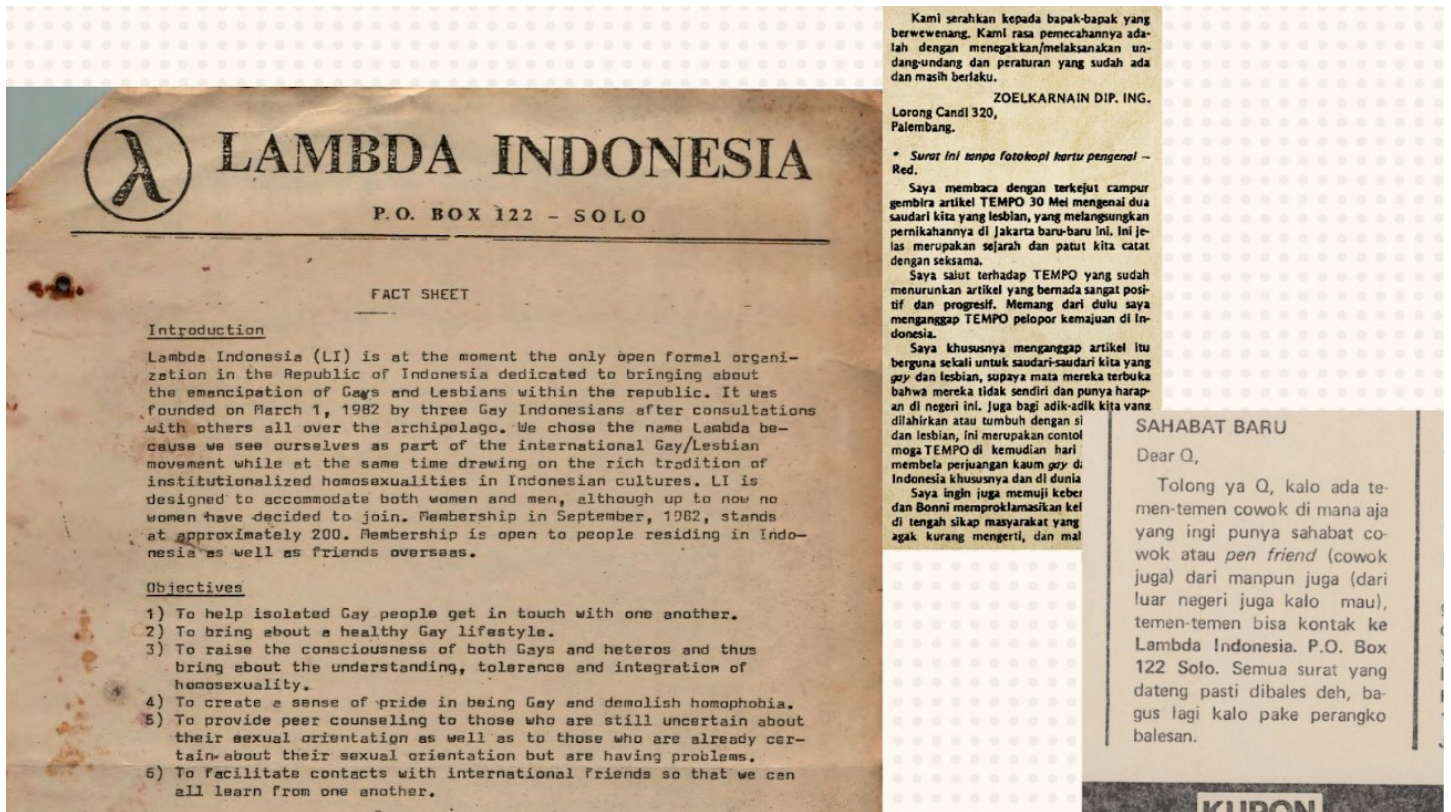 λ LAMBDA INDONESIA
P.O. BOX 122 – SOLO
FACT SHEET
Introduction
Lambda Indonesia (LI) is at the moment the only open formal organi-
zation in the Republic of Indonesia dedicated to bringing about
the emancipation of Gays and Lesbians within the republic. It was
founded on March 1, 1982 by three Gay Indonesians after consultations
with others all over the archipelago. We chose the name Lambda be-
cause we see ourselves as part of the international Gay/Lesbian
movement while at the same time drawing on the rich tradition of
institutionalized homosexualities in Indonesian cultures. LI is
designed to accommodate both women and men, although up to now no
women have decided to join. Membership in September, 1982, stands
at approximately 200. Membership is open to people residing in Indo-
nesia as well as friends overseas.
Objectives
1) To help isolated Gay people get in touch with one another.
2) To bring about a healthy Gay lifestyle.
3) To raise the consciousness of both Gays and heteros and thus
bring about the understanding, tolerance and integration of
homosexuality.
4) To create a sense of pride in being Gay and demolish homophobia.
5) To provide peer counseling to those who are still uncertain about
their sexual orientation as well as to those who are already cer-
tain about their sexual orientation but are having problems.
6) To facilitate contacts with international friends so that we can
all learn from one another.
Kami serahkan kepada bapak-bapak yang
berwewenang. Kami rasa pemecahannya ada-
lah dengan menegakkan/melaksanakan un-
dang-undang dan peraturan yang sudah ada
dan masih berlaku.
ZOELKARNAIN DIP. ING.
Lorong Candi 320,
Palembang.
* Surat ini tanpa fotokopi kartu pengenal –
Red.
Saya membaca dengan terkejut campur
gembira artikel TEMPO 30 Mei mengenai dua
saudari kita yang lesbian, yang melangsungkan
pernikahannya di Jakarta baru-baru ini. Ini je-
las merupakan sejarah dan patut kita catat
dengan seksama.
Saya salut terhadap TEMPO yang sudah
menurunkan artikel yang bernada sangat posi-
tif dan progresif. Memang dari dulu saya
menganggap TEMPO pelopor kemajuan di In-
donesia.
Saya khususnya menganggap artikel itu
berguna sekali untuk saudari-saudari kita yang
gay dan lesbian, supaya mata mereka terbuka
bahwa mereka tidak sendiri dan punya harap-
an di negeri ini. Juga bagi adik-adik kita yang
dilahirkan atau tumbuh dengan si
dan lesbian, ini merupakan contoh
moga TEMPO di kemudian hari
membela perjuangan kaum gay
Indonesia khususnya dan di dunia
Saya ingin juga memuji keber
dan Bonni memproklamasikan
di tengah sikap masyarakat yang
agak kurang mengerti, dan
SAHABAT BARU
Dear Q,
Tolong ya Q, kalo ada te-
men-temen cowok di mana aja
yang ingi punya sahabat co-
wok atau pen friend (cowok
juga) dari manpun juga (dari
luar negeri juga kalo mau),
temen-temen bisa kontak ke
Lambda Indonesia. P.O. Box
122 Solo. Semua surat yang
dateng pasti dibales deh, ba-
gus lagi kalo pake perangko
balesan.
KUPON